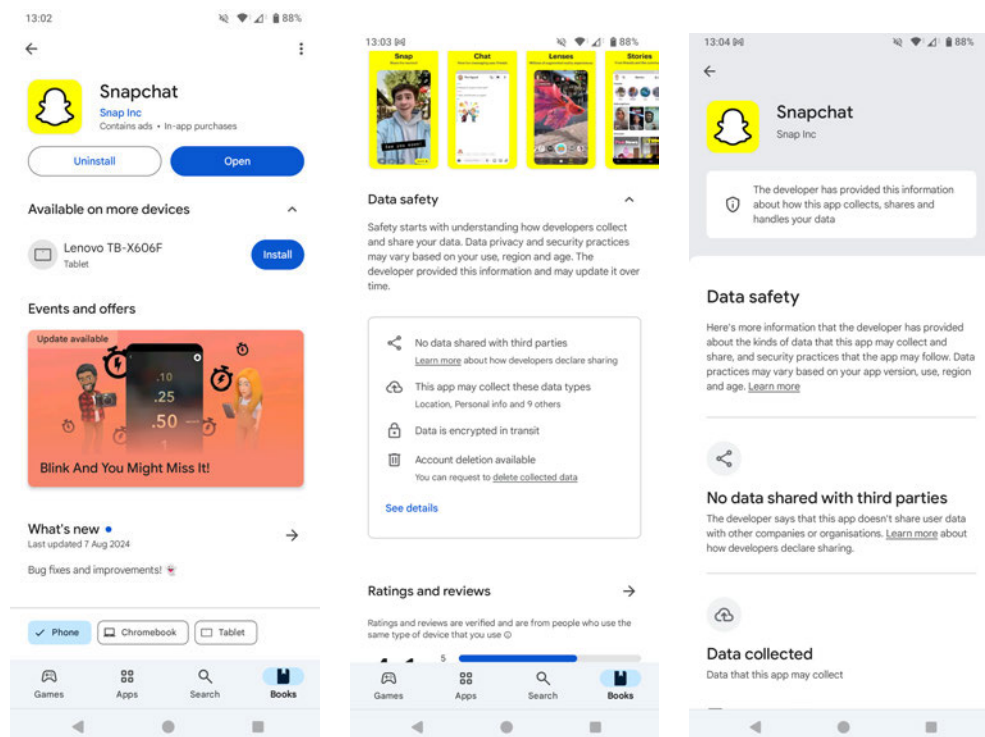 13:02
88%
Snapchat
Snap Inc
Contains ads • In-app purchases
Uninstall
Open
Available on more devices
Lenovo TB-X606F
Tablet
Install
Events and offers
Update available
.10
.25
.50
1
Blink And You Might Miss It!
What's new
Last updated 7 Aug 2024
Bug fixes and improvements!
Phone
Chromebook
Tablet
Games
Apps
Search
Books
13:03
88%
Snap
Chat
Lenses
Stories
Data safety
Safety starts with understanding how developers collect
and share your data. Data privacy and security practices
may vary based on your use, region and age. The
developer provided this information and may update it over
time.
No data shared with third parties
Learn more about how developers declare sharing
This app may collect these data types
Location, Personal info and 9 others
Data is encrypted in transit
Account deletion available
You can request to delete collected data
See details
Ratings and reviews
Ratings and reviews are verified and are from people who use the
same type of device that you use
5
Games
Apps
Search
Books
13:04
88%
Snapchat
Snap Inc
The developer has provided this information
about how this app collects, shares and
handles your data
Data safety
Here's more information that the developer has provided
about the kinds of data that this app may collect and
share, and security practices that the app may follow. Data
practices may vary based on your app version, use, region
and age. Learn more
No data shared with third parties
The developer says that this app doesn't share user data
with other companies or organisations. Learn more about
how developers declare sharing.
Data collected
Data that this app may collect